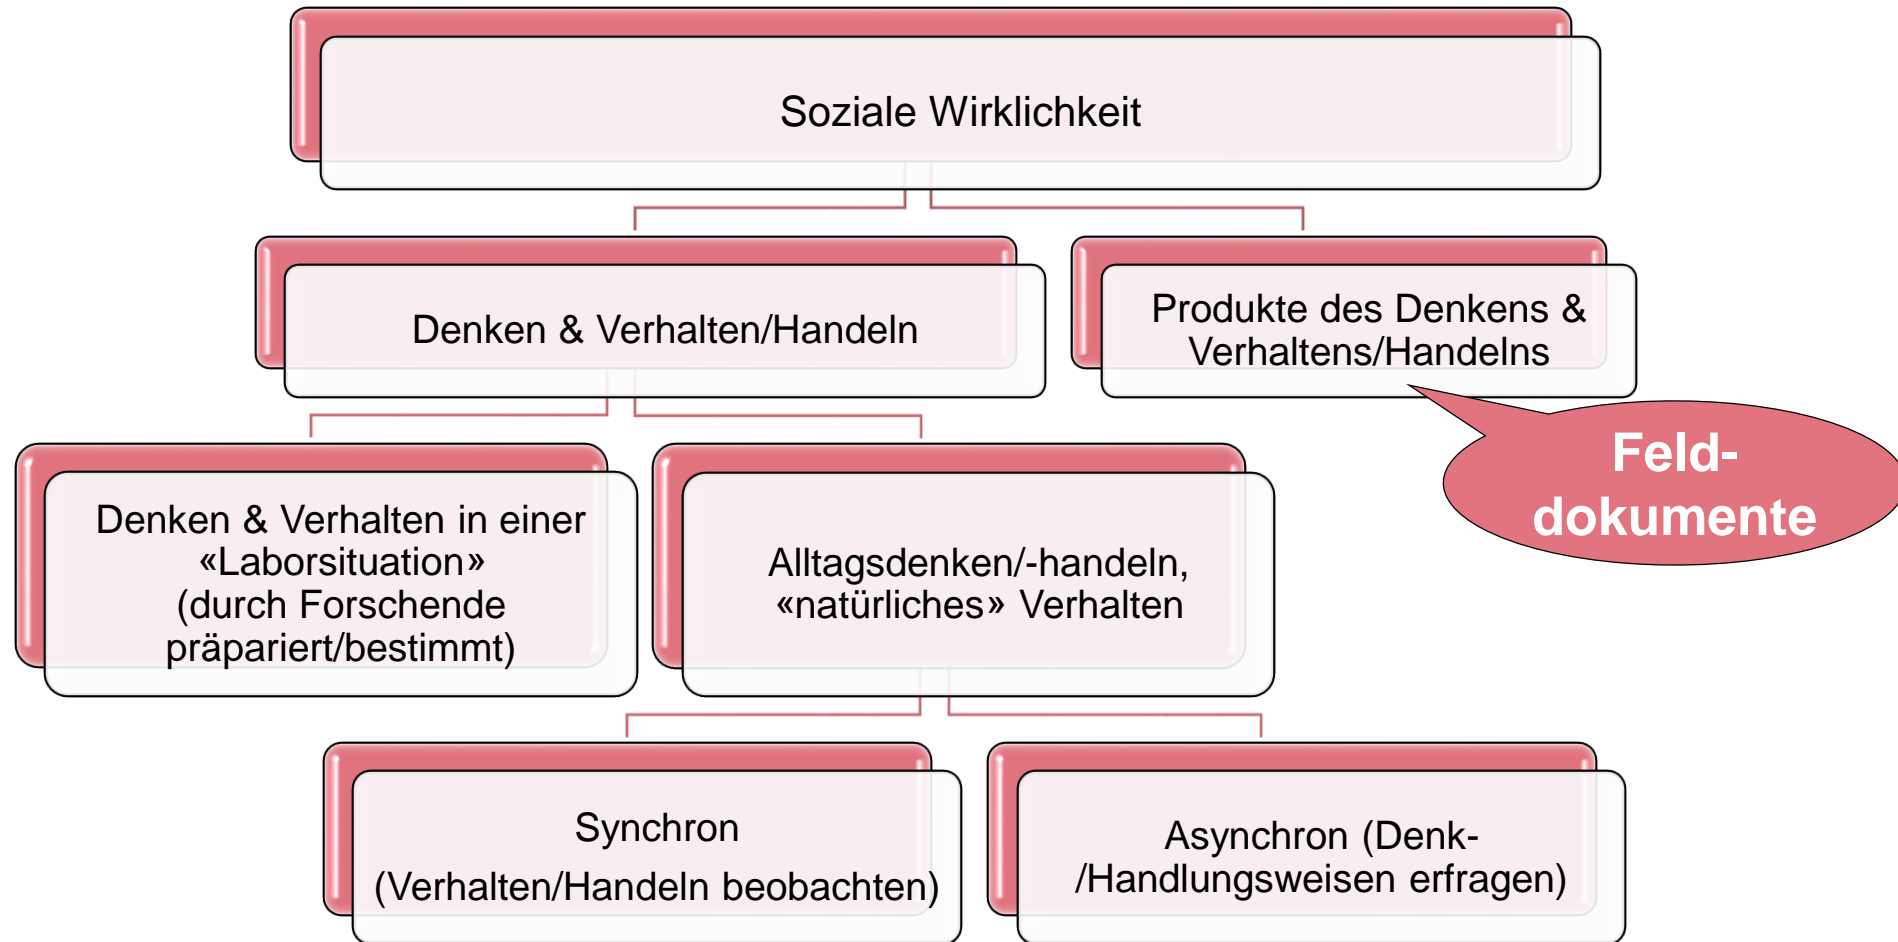 Soziale Wirklichkeit
Denken & Verhalten/Handeln
Produkte des Denkens &
Verhaltens/Handelns
Feld-
dokumente
Denken & Verhalten in einer
«Laborsituation»
(durch Forschende
präpariert/bestimmt)
Alltagsdenken/-handeln,
«natürliches» Verhalten
Synchron
(Verhalten/Handeln beobachten)
Asynchron (Denk-
/Handlungsweisen erfragen)